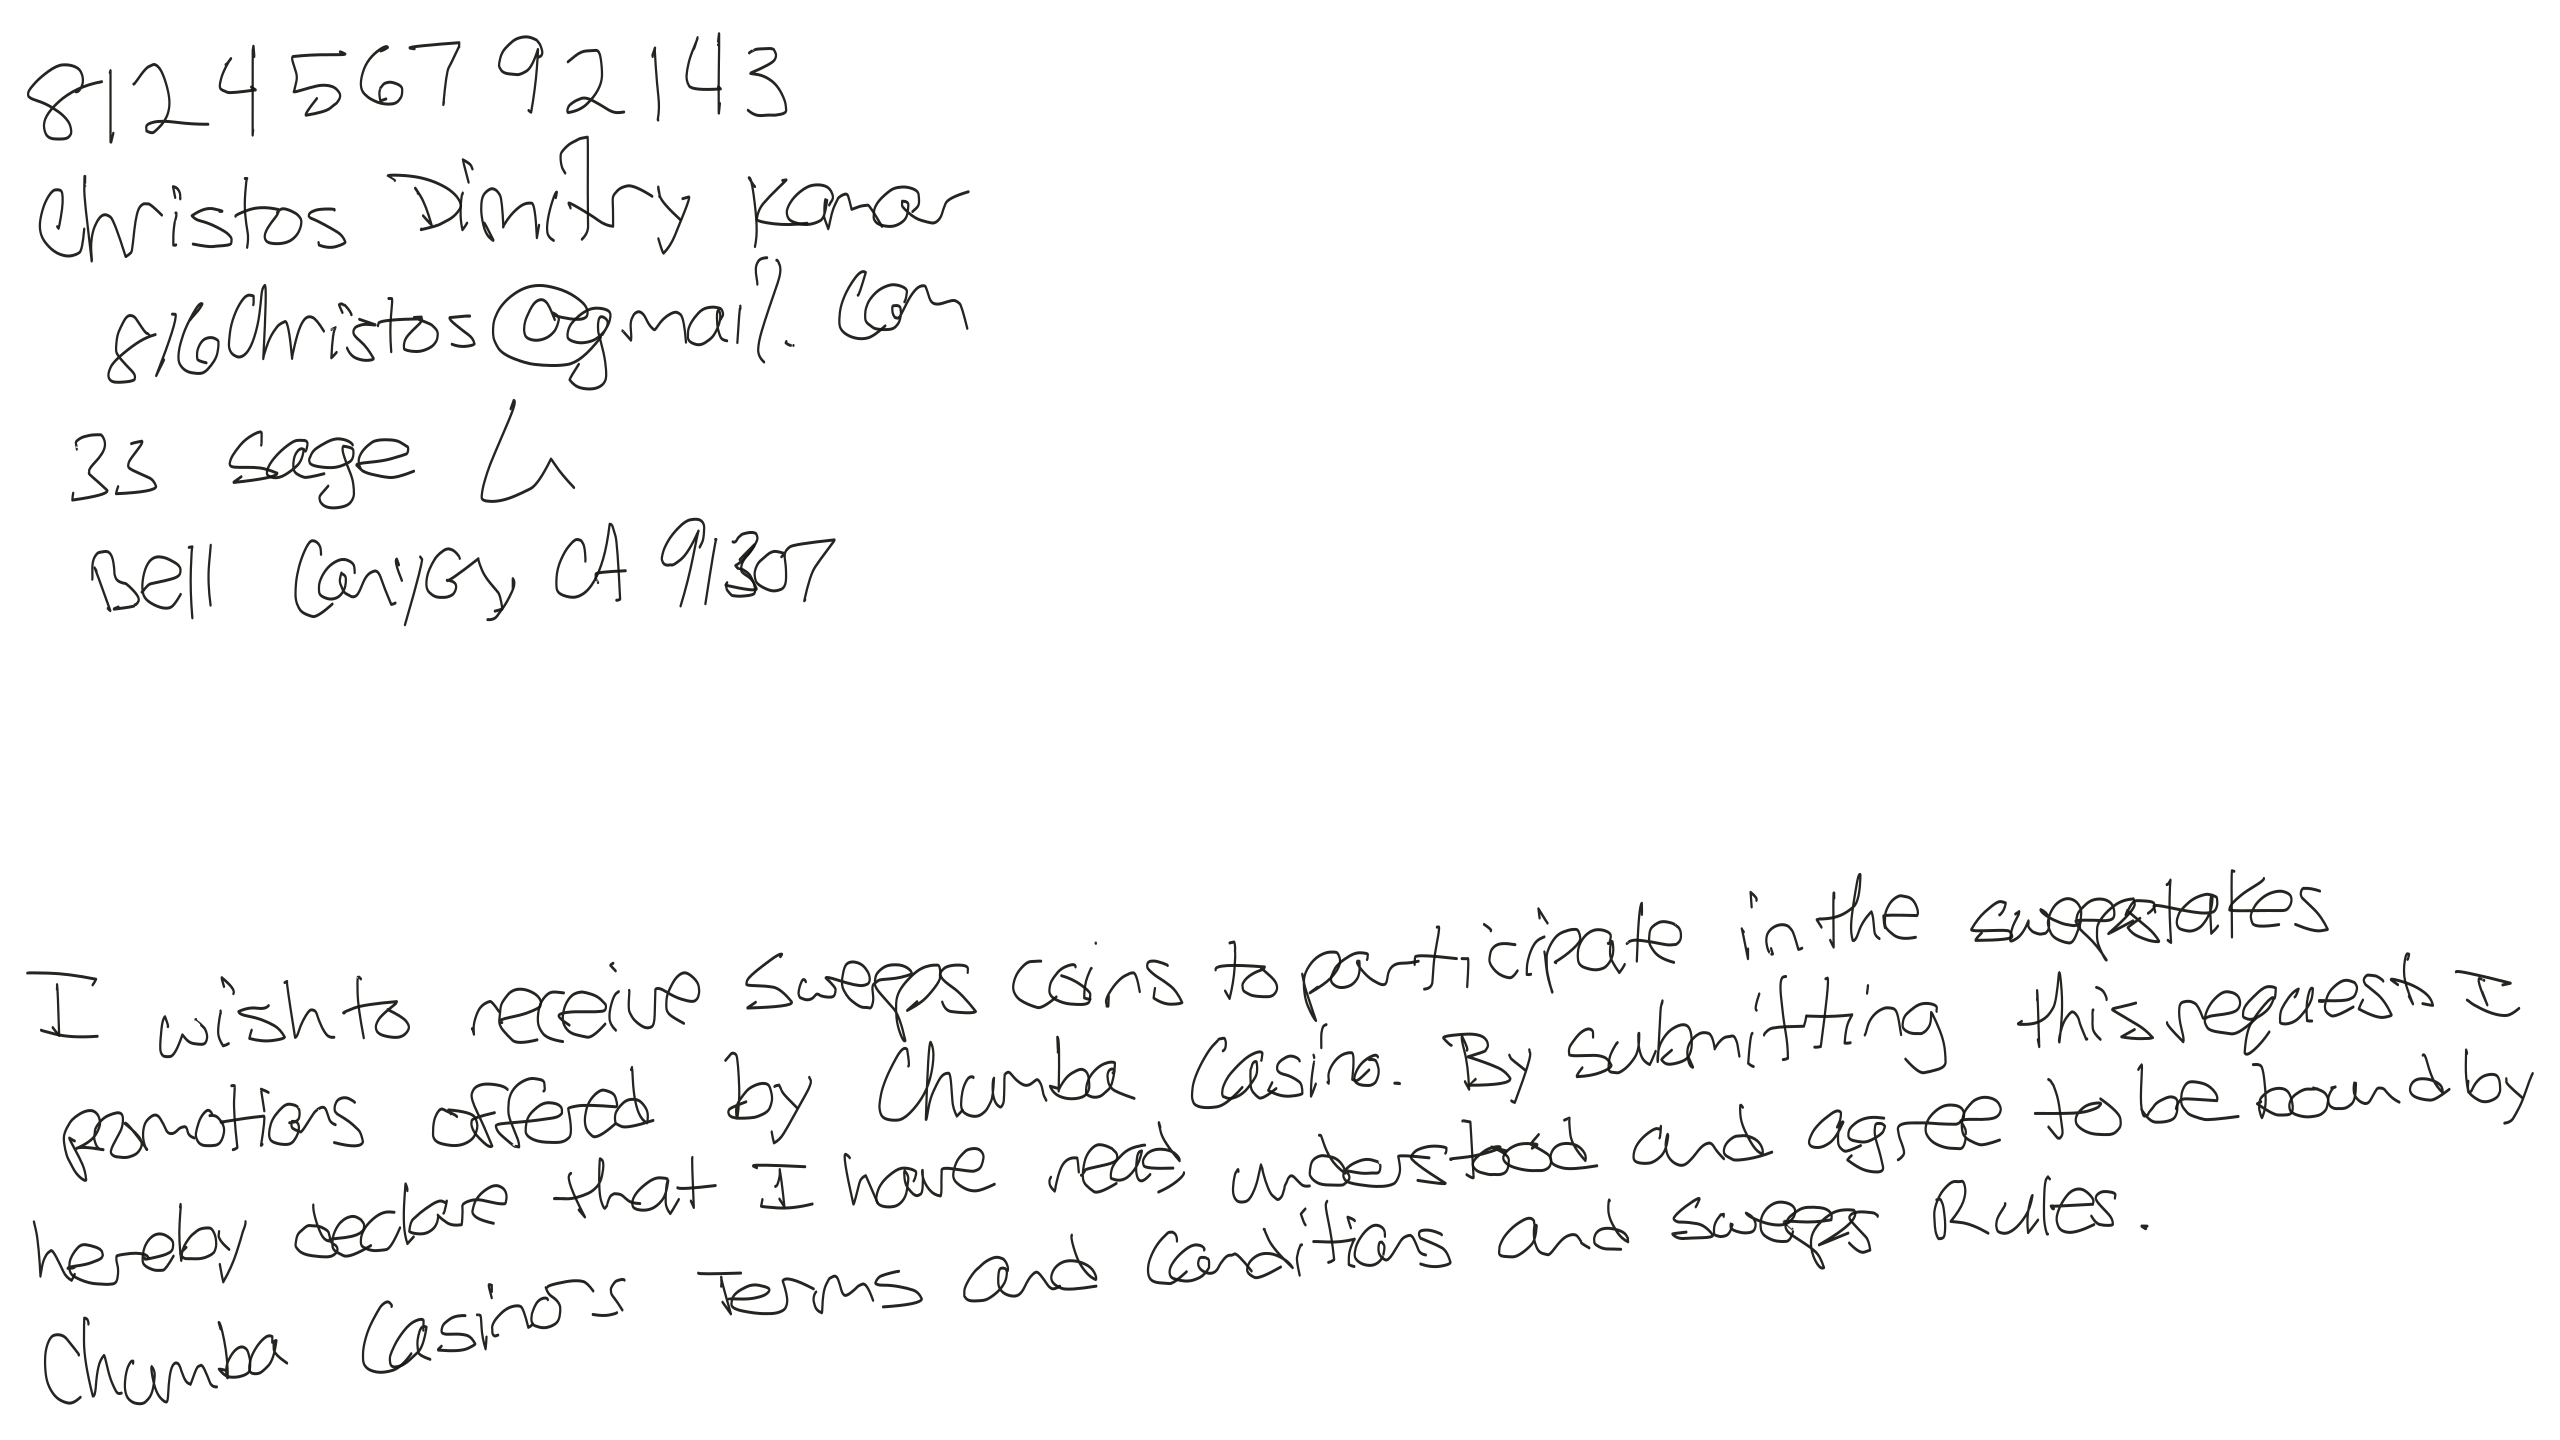 812456792143
Christos Dimitry Kamar
816Christos@gmail.com
33 sage Ln
Bell Canyon, CA 91307
I wish to receive sweeps coins to participate in the sweepstakes
promotions offered by Chumba Casino. By submitting this request I
hereby declare that I have read understood and agree to be bound by
Chumba Casino's Terms and Conditions and sweeps Rules.